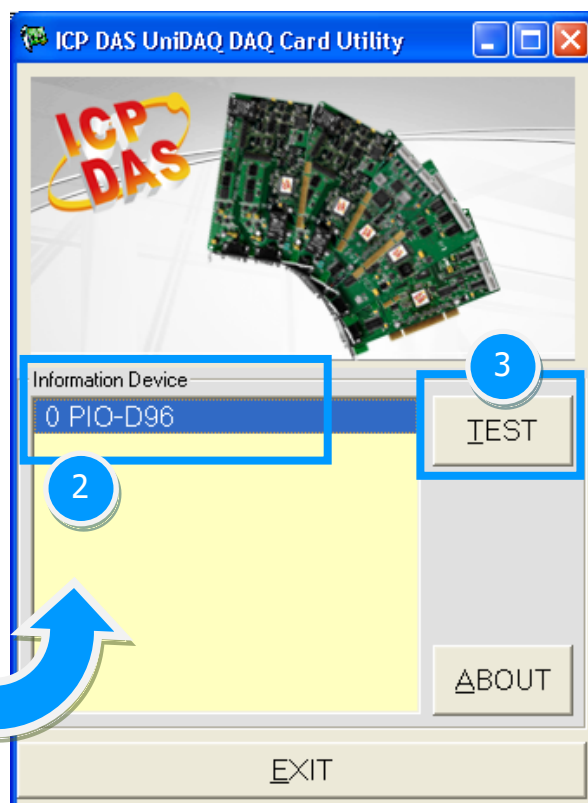 ICP DAS UniDAQ DAQ Card Utility
ICP
DAS
Information Device
0 PIO-D96
2
3
TEST
ABOUT
EXIT